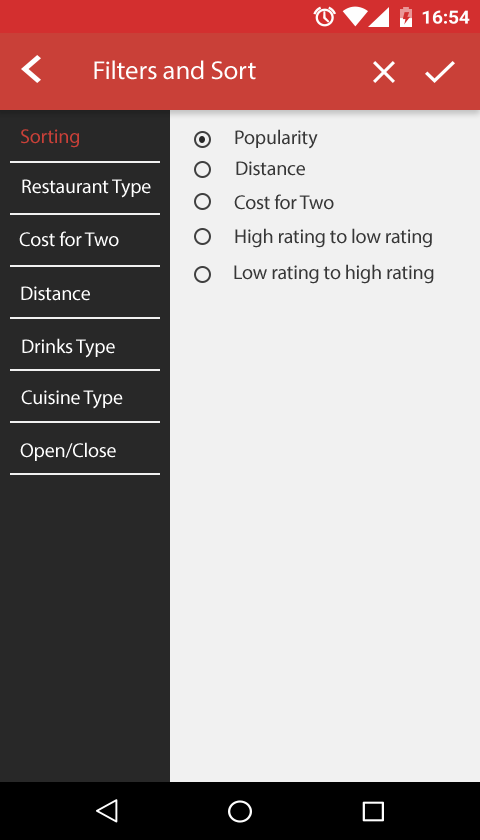 16:54
Filters and Sort
Sorting
Restaurant Type
Cost for Two
Distance
Drinks Type
Cuisine Type
Open/Close
Popularity
Distance
Cost for Two
High rating to low rating
Low rating to high rating